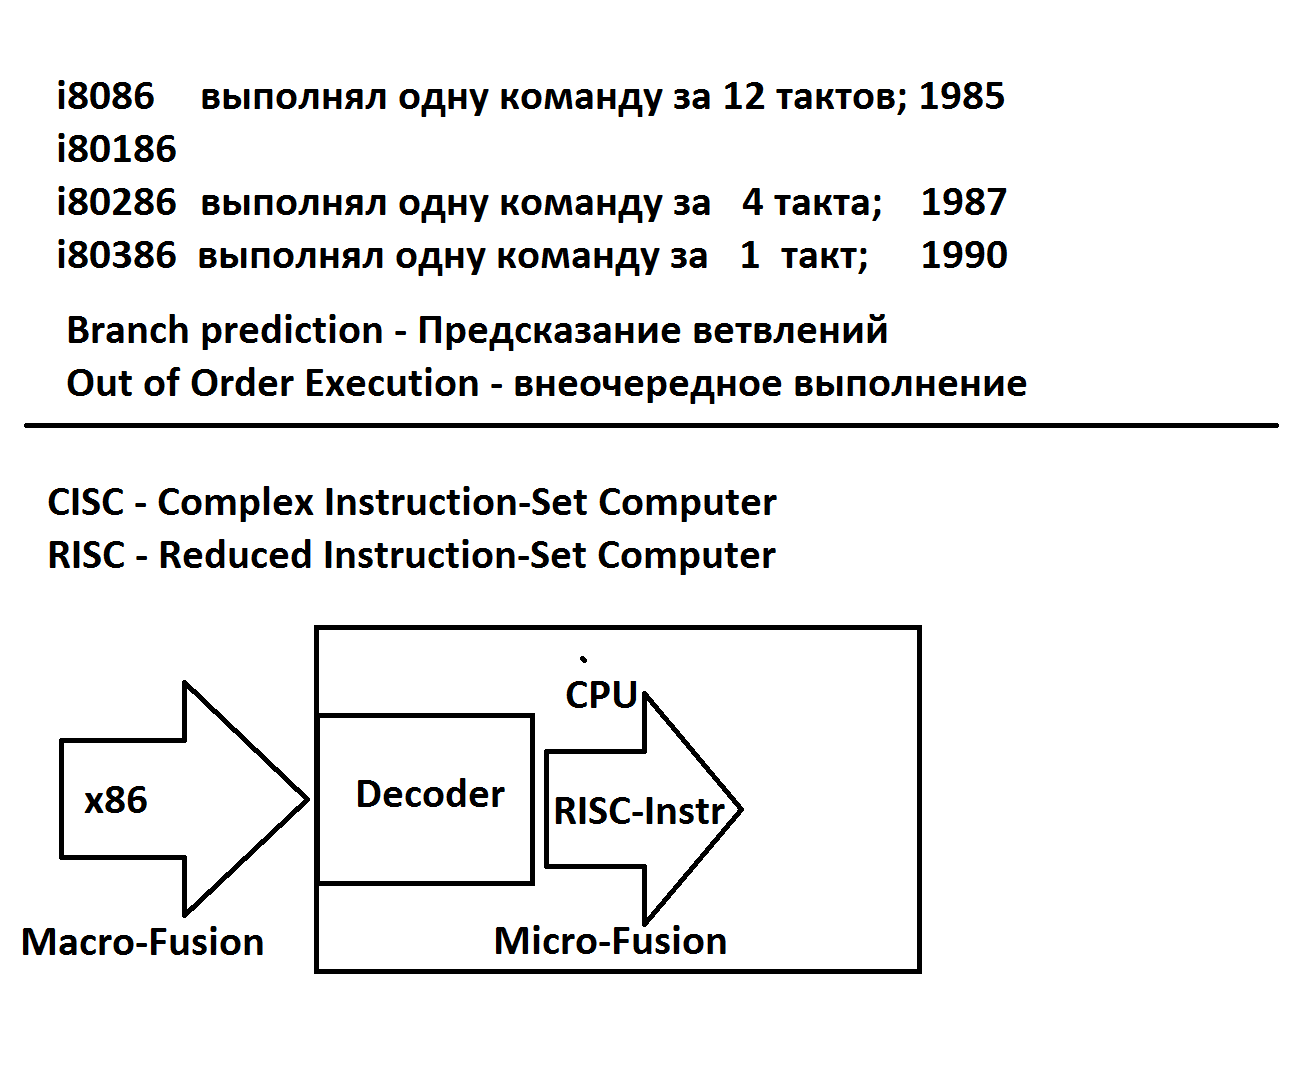 i8086 выполнял одну команду за 12 тактов; 1985
i80186
i80286 выполнял одну команду за 4 такта; 1987
i80386 выполнял одну команду за 1 такт; 1990
Branch prediction - Предсказание ветвлений
Out of Order Execution - внеочередное выполнение
CISC - Complex Instruction-Set Computer
RISC - Reduced Instruction-Set Computer
CPU
x86
Decoder
RISC-Instr
Macro-Fusion
Micro-Fusion